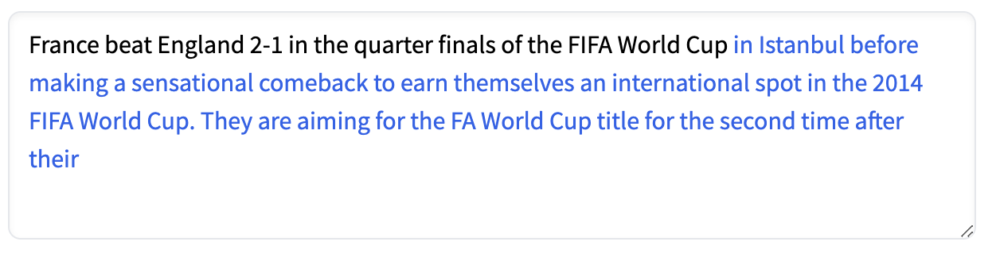 France beat England 2-1 in the quarter finals of the FIFA World Cup in Istanbul before
making a sensational comeback to earn themselves an international spot in the 2014
FIFA World Cup. They are aiming for the FA World Cup title for the second time after
their